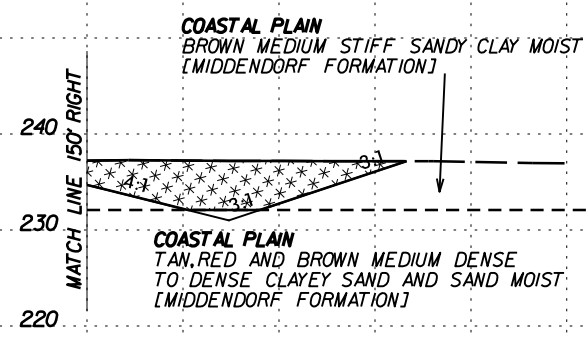 COASTAL PLAIN
BROWN MEDIUM STIFF SANDY CLAY MOIST
[MIDDENDORF FORMATION]
MATCH LINE 150' RIGHT
240
230
220
3:1
4:1
3:1
COASTAL PLAIN
TAN,RED AND BROWN MEDIUM DENSE
TO DENSE CLAYEY SAND AND SAND MOIST
[MIDDENDORF FORMATION]